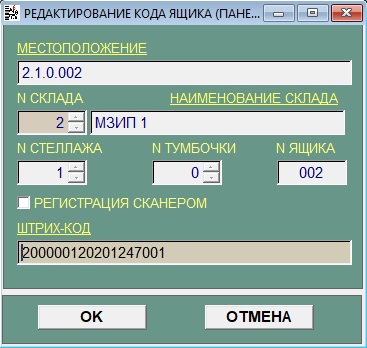 РЕДАКТИРОВАНИЕ КОДА ЯЩИКА (ПАНЕ...
МЕСТОПОЛОЖЕНИЕ
2.1.0.002
N СКЛАДА НАИМЕНОВАНИЕ СКЛАДА
2 МЗИП 1
N СТЕЛЛАЖА N ТУМБОЧКИ N ЯЩИКА
1 0 002
РЕГИСТРАЦИЯ СКАНЕРОМ
ШТРИХ-КОД
200000120201247001
OK ОТМЕНА